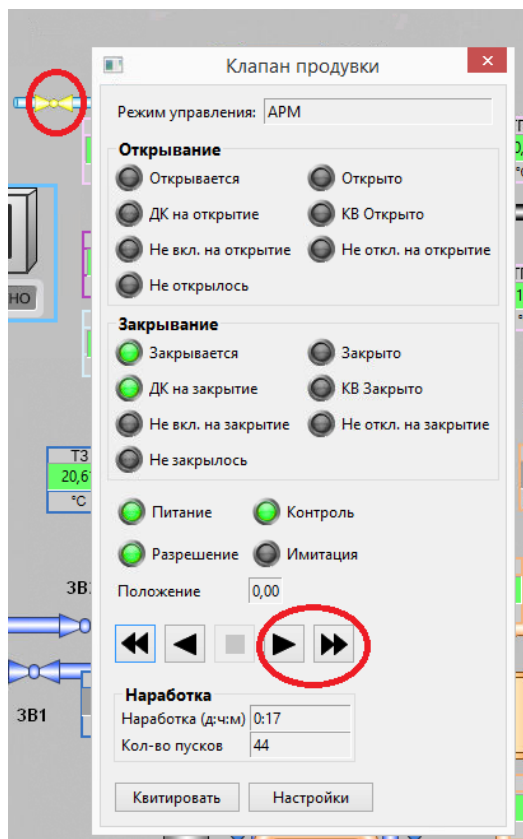 Клапан продувки
Режим управления: АРМ
Открывание
Открывается Открыто
ДК на открытие КВ Открыто
Не вкл. на открытие Не откл. на открытие
Не открылось
Закрывание
Закрывается Закрыто
ДК на закрытие КВ Закрыто
Не вкл. на закрытие Не откл. на закрытие
Не закрылось
Питание Контроль
Разрешение Имитация
Положение 0,00
Наработка
Наработка (д:ч:м) 0:17
Кол-во пусков 44
Квитировать Настройки
НО
Т3
20,6
°C
ЗВ
ЗВ1